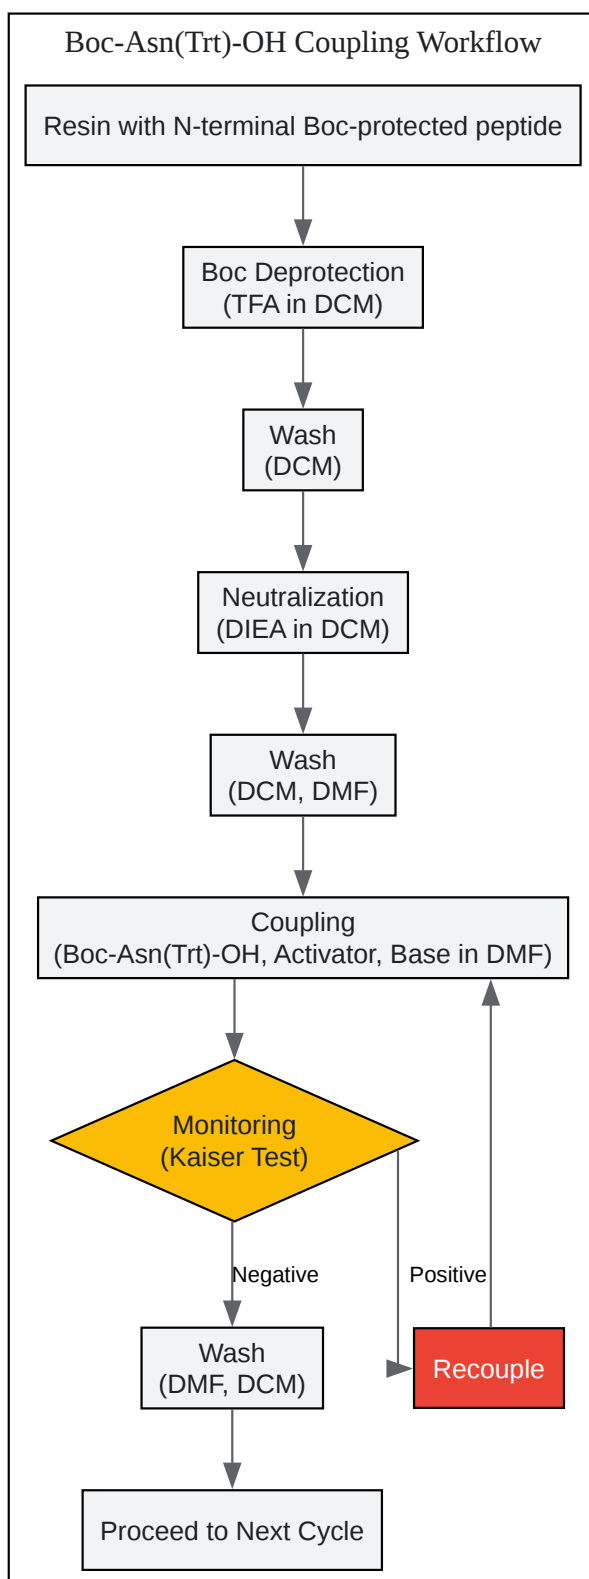 Boc-Asn(Trt)-OH Coupling Workflow
Resin with N-terminal Boc-protected peptide
Boc Deprotection
(TFA in DCM)
Wash
(DCM)
Neutralization
(DIEA in DCM)
Wash
(DCM, DMF)
Coupling
(Boc-Asn(Trt)-OH, Activator, Base in DMF)
Monitoring
(Kaiser Test)
Negative
Positive
Wash
(DMF, DCM)
Recouple
Proceed to Next Cycle